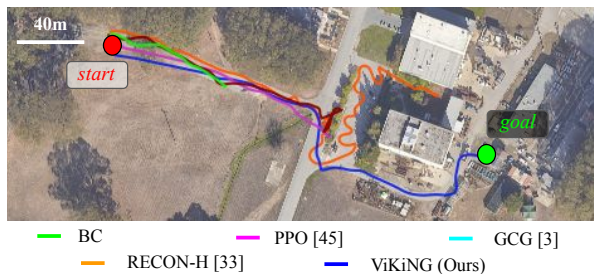 40m
start
goal
BC PPO [45] GCG [3]
RECON-H [33] ViKiNG (Ours)